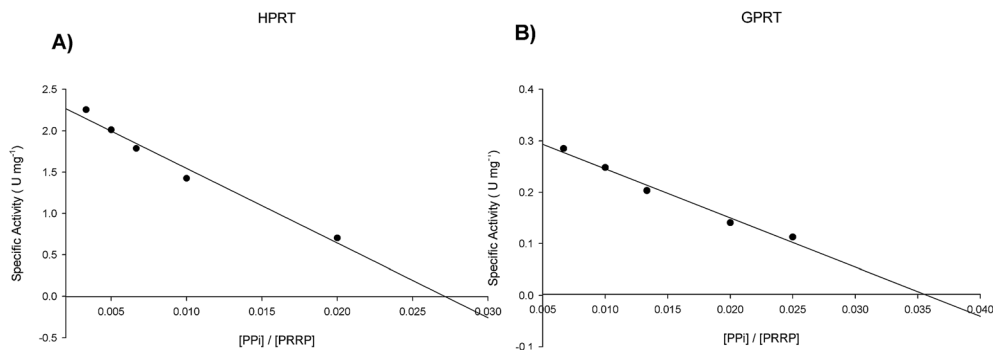 HPRT
A)
2.5
2.0
1.5
1.0
0.5
0.0
-0.5
0.005 0.010 0.015 0.020 0.025 0.030
Specific Activity ( U mg-1)
[PPi] / [PRRP]
GPRT
B)
0.4
0.3
0.2
0.1
0.0
-0.1
0.005 0.010 0.015 0.020 0.025 0.030 0.035 0.040
Specific Activity ( U mg-1)
[PPi] / [PRRP]